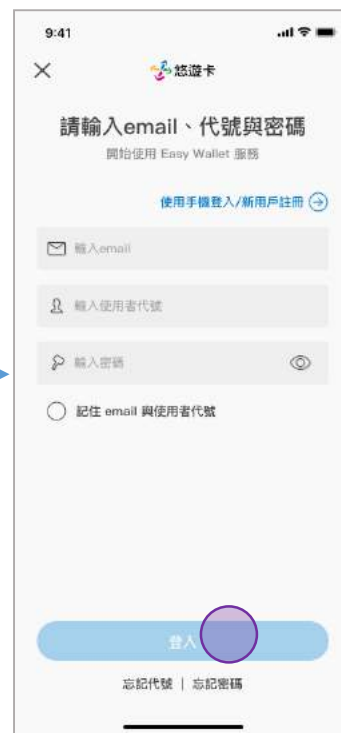 9:41
悠遊卡
請輸入email、代號與密碼
開始使用 Easy Wallet 服務
使用手機登入/新用戶註冊
輸入email
輸入使用者代號
輸入密碼
記住 email 與使用者代號
登入
忘記代號 | 忘記密碼